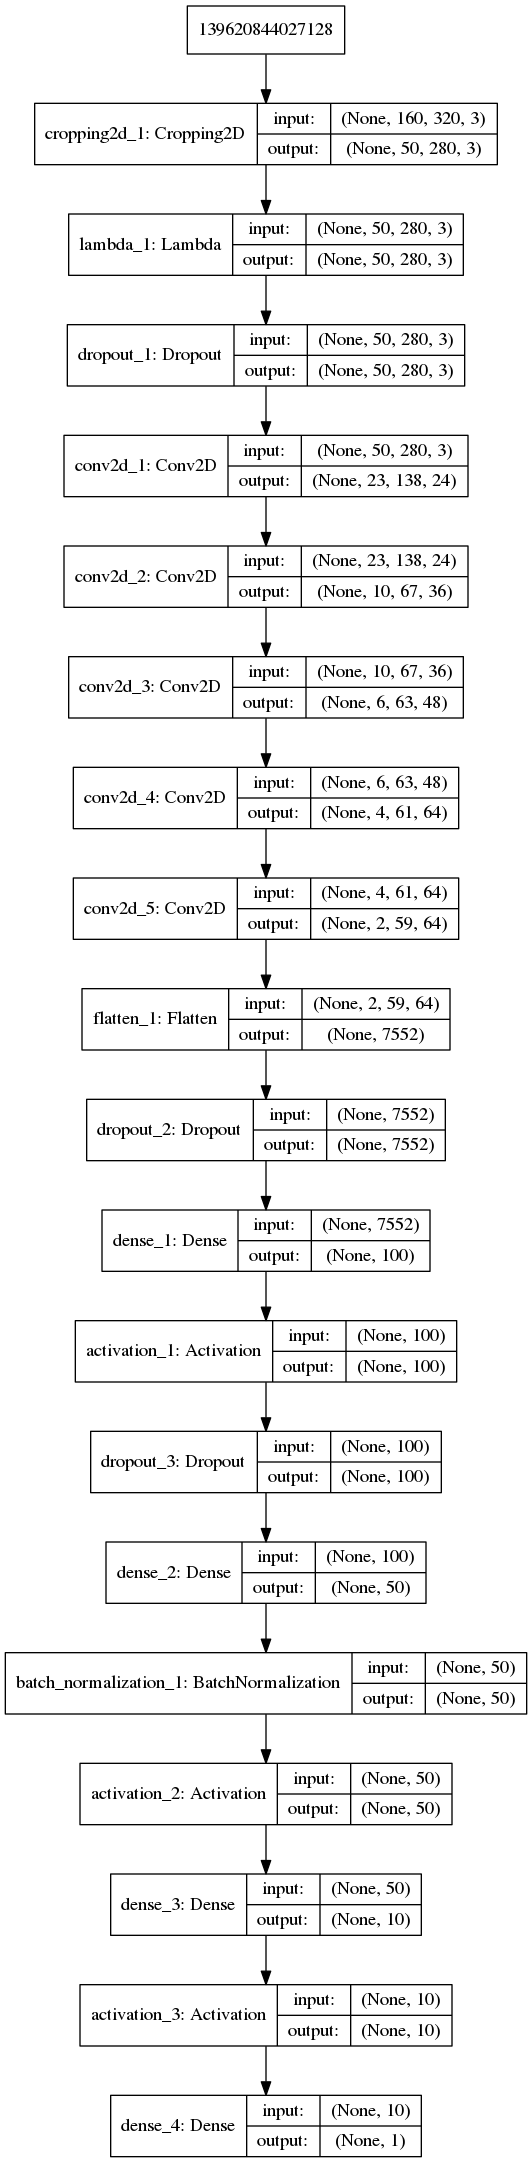 139620844027128
cropping2d_1: Cropping2D
input: (None, 160, 320, 3)
output: (None, 50, 280, 3)
lambda_1: Lambda
input: (None, 50, 280, 3)
output: (None, 50, 280, 3)
dropout_1: Dropout
input: (None, 50, 280, 3)
output: (None, 50, 280, 3)
conv2d_1: Conv2D
input: (None, 50, 280, 3)
output: (None, 23, 138, 24)
conv2d_2: Conv2D
input: (None, 23, 138, 24)
output: (None, 10, 67, 36)
conv2d_3: Conv2D
input: (None, 10, 67, 36)
output: (None, 6, 63, 48)
conv2d_4: Conv2D
input: (None, 6, 63, 48)
output: (None, 4, 61, 64)
conv2d_5: Conv2D
input: (None, 4, 61, 64)
output: (None, 2, 59, 64)
flatten_1: Flatten
input: (None, 2, 59, 64)
output: (None, 7552)
dropout_2: Dropout
input: (None, 7552)
output: (None, 7552)
dense_1: Dense
input: (None, 7552)
output: (None, 100)
activation_1: Activation
input: (None, 100)
output: (None, 100)
dropout_3: Dropout
input: (None, 100)
output: (None, 100)
dense_2: Dense
input: (None, 100)
output: (None, 50)
batch_normalization_1: BatchNormalization
input: (None, 50)
output: (None, 50)
activation_2: Activation
input: (None, 50)
output: (None, 50)
dense_3: Dense
input: (None, 50)
output: (None, 10)
activation_3: Activation
input: (None, 10)
output: (None, 10)
dense_4: Dense
input: (None, 10)
output: (None, 1)